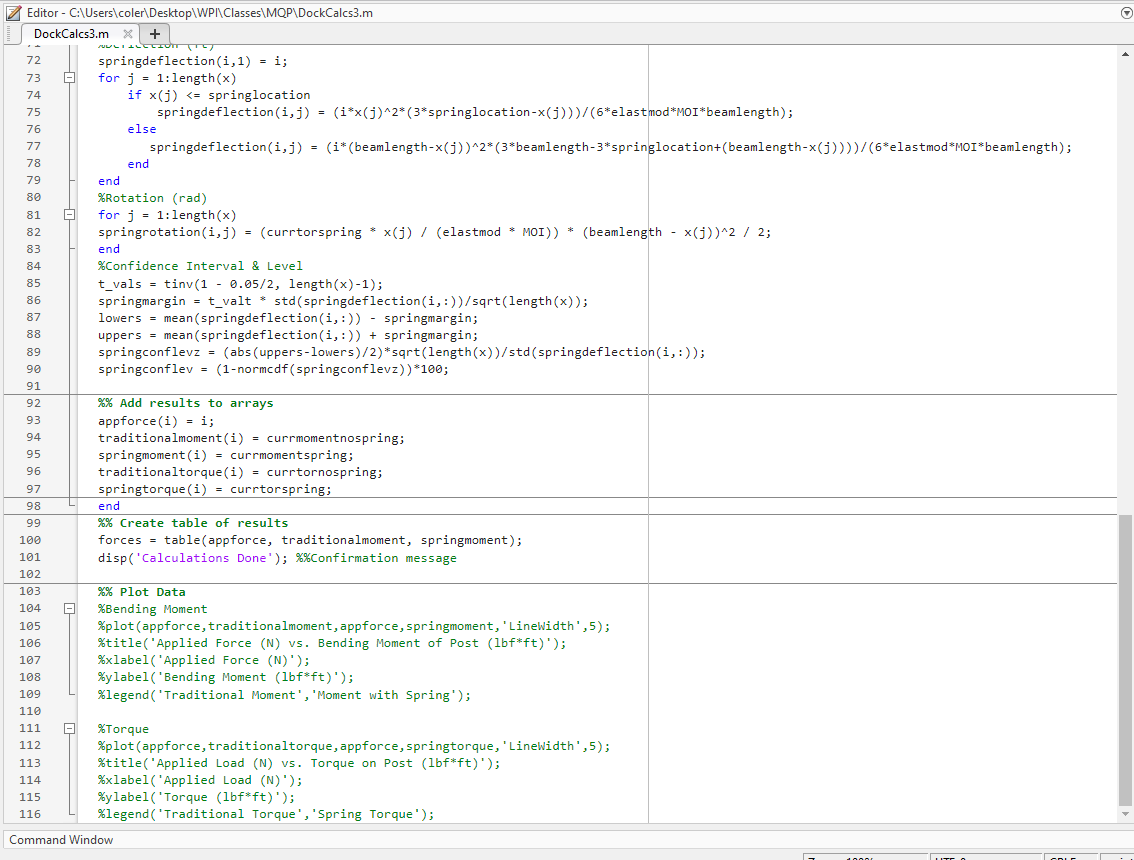 Editor - C:\Users\coler\Desktop\WPI\Classes\MQP\DockCalcs3.m
DockCalcs3.m
71 %Deflection (ft)
72 springdeflection(i,1) = i;
73 for j = 1:length(x)
74 if x(j) <= springlocation
75 springdeflection(i,j) = (i*x(j)^2*(3*springlocation-x(j)))/(6*elastmod*MOI*beamlength);
76 else
77 springdeflection(i,j) = (i*(beamlength-x(j))^2*(3*beamlength-3*springlocation+(beamlength-x(j))))/(6*elastmod*MOI*beamlength);
78 end
79 end
80 %Rotation (rad)
81 for j = 1:length(x)
82 springrotation(i,j) = (currtorspring * x(j) / (elastmod * MOI)) * (beamlength - x(j))^2 / 2;
83 end
84 %Confidence Interval & Level
85 t_vals = tinv(1 - 0.05/2, length(x)-1);
86 springmargin = t_valt * std(springdeflection(i,:))/sqrt(length(x));
87 lowers = mean(springdeflection(i,:)) - springmargin;
88 uppers = mean(springdeflection(i,:)) + springmargin;
89 springconflevz = (abs(uppers-lowers)/2)*sqrt(length(x))/std(springdeflection(i,:));
90 springconflev = (1-normcdf(springconflevz))*100;
91
92 %% Add results to arrays
93 appforce(i) = i;
94 traditionalmoment(i) = currmomentnospring;
95 springmoment(i) = currmomentspring;
96 traditionaltorque(i) = currtornospring;
97 springtorque(i) = currtorspring;
98 end
99 %% Create table of results
100 forces = table(appforce, traditionalmoment, springmoment);
101 disp('Calculations Done'); %%Confirmation message
102
103 %% Plot Data
104 %Bending Moment
105 %plot(appforce,traditionalmoment,appforce,springmoment,'LineWidth',5);
106 %title('Applied Force (N) vs. Bending Moment of Post (lbf*ft)');
107 %xlabel('Applied Force (N)');
108 %ylabel('Bending Moment (lbf*ft)');
109 %legend('Traditional Moment','Moment with Spring');
110
111 %Torque
112 %plot(appforce,traditionaltorque,appforce,springtorque,'LineWidth',5);
113 %title('Applied Load (N) vs. Torque on Post (lbf*ft)');
114 %xlabel('Applied Load (N)');
115 %ylabel('Torque (lbf*ft)');
116 %legend('Traditional Torque','Spring Torque');
Command Window